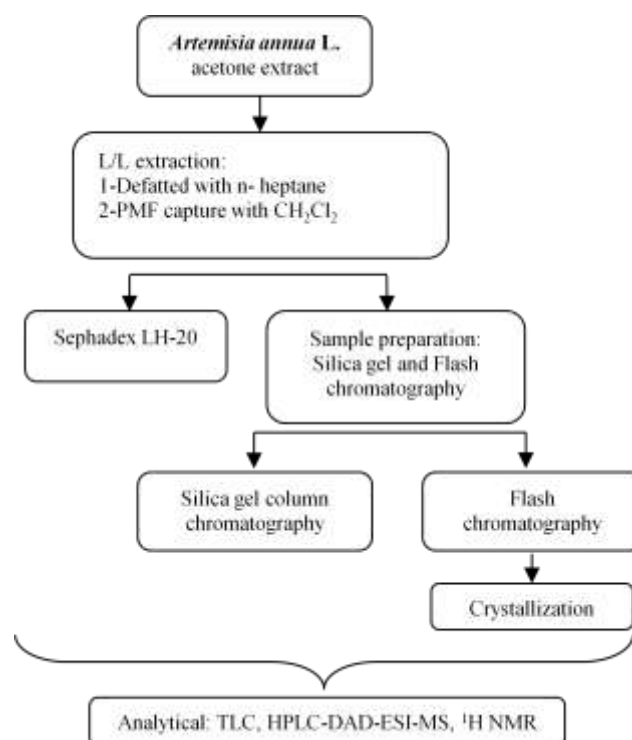 Artemisia annua L.
acetone extract
L/L extraction:
1-Defatted with n- heptane
2-PMF capture with CH₂Cl₂
Sephadex LH-20
Sample preparation:
Silica gel and Flash
chromatography
Silica gel column
chromatography
Flash
chromatography
Crystallization
Analytical: TLC, HPLC-DAD-ESI-MS, ¹H NMR